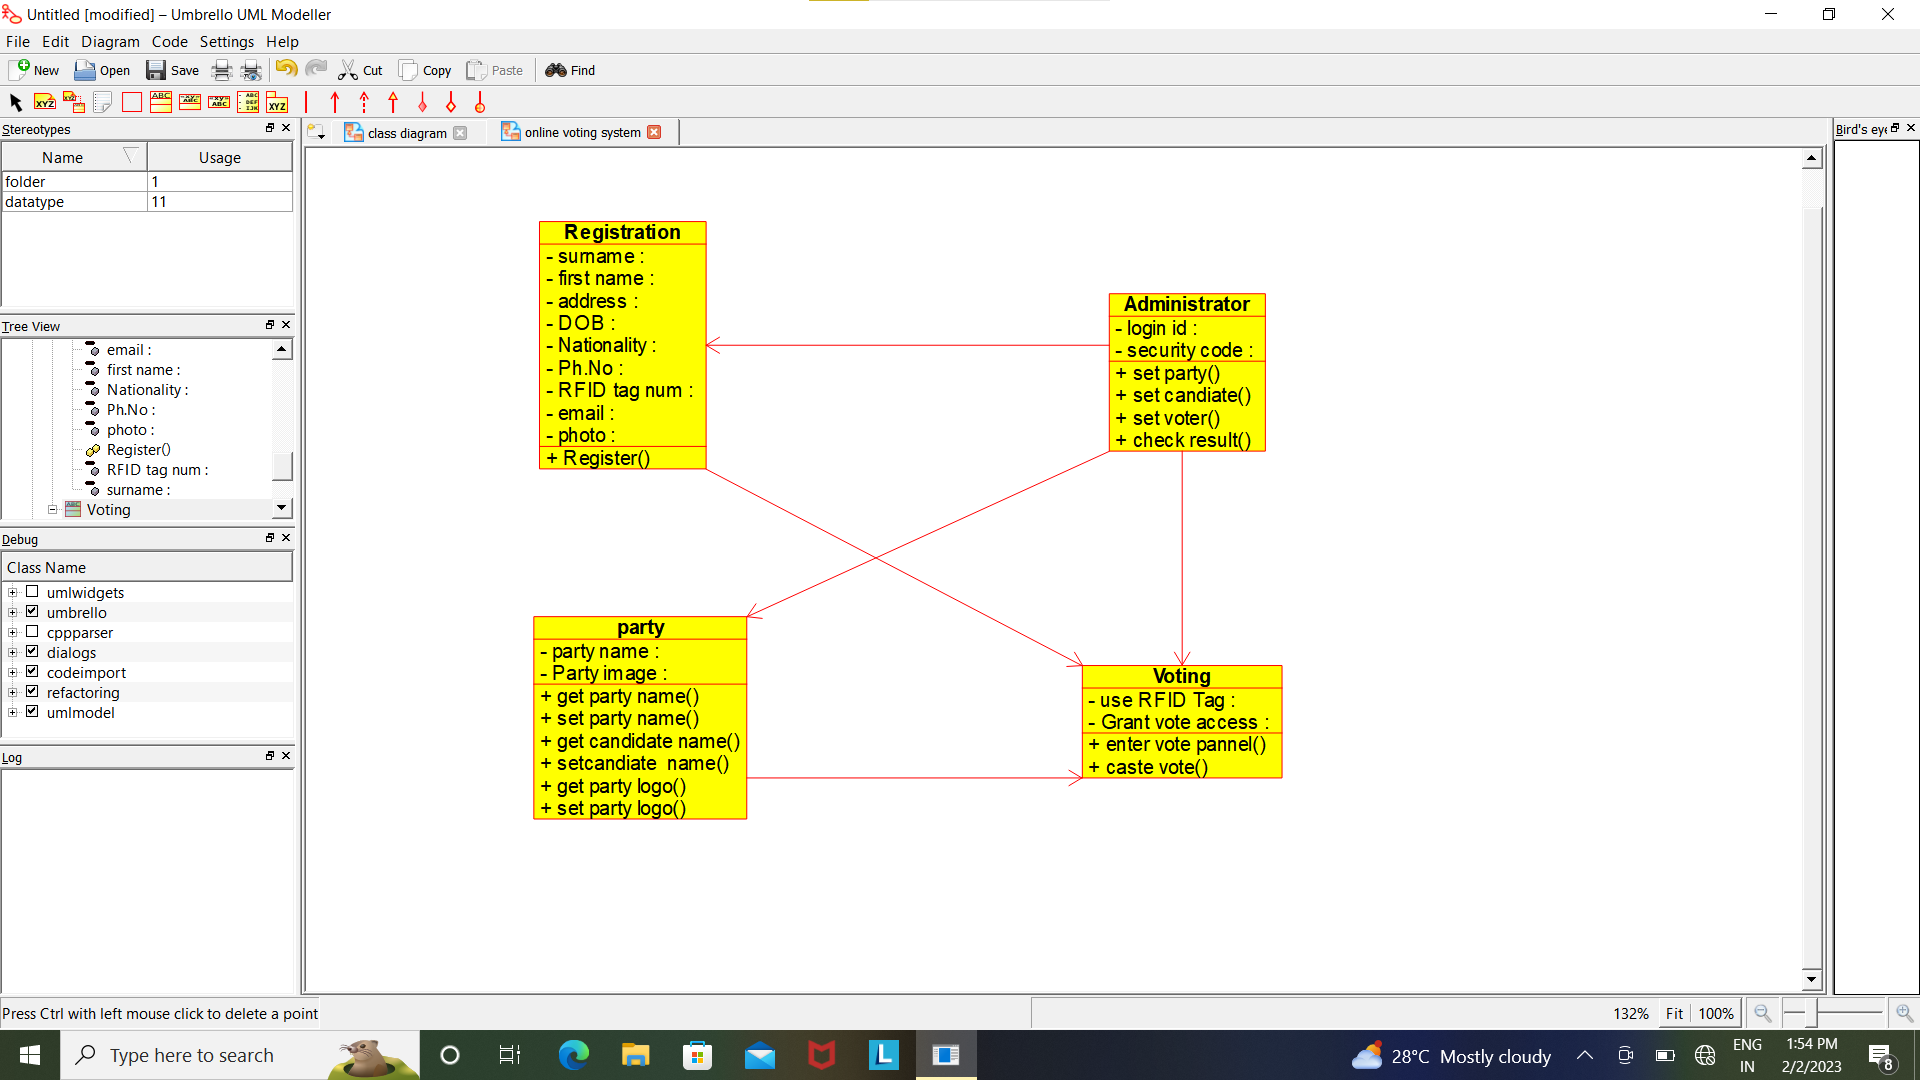 Untitled [modified] – Umbrello UML Modeller
File Edit Diagram Code Settings Help
New Open Save Cut Copy Paste Find
Stereotypes
Name Usage
folder 1
datatype 11
Tree View
email :
first name :
Nationality :
Ph.No :
photo :
Register()
RFID tag num :
surname :
Voting
Debug
Class Name
umlwidgets
umbrello
cppparser
dialogs
codeimport
refactoring
umlmodel
Log
class diagram
online voting system
Registration
- surname :
- first name :
- address :
- DOB :
- Nationality :
- Ph.No :
- RFID tag num :
- email :
- photo :
+ Register()
Administrator
- login id :
- security code :
+ set party()
+ set candiate()
+ set voter()
+ check result()
party
- party name :
- Party image :
+ get party name()
+ set party name()
+ get candidate name()
+ setcandiate  name()
+ get party logo()
+ set party logo()
Voting
- use RFID Tag :
- Grant vote access :
+ enter vote pannel()
+ caste vote()
Bird's eye
Press Ctrl with left mouse click to delete a point
132% Fit 100%
Type here to search
28°C Mostly cloudy
ENG
IN
1:54 PM
2/2/2023
8